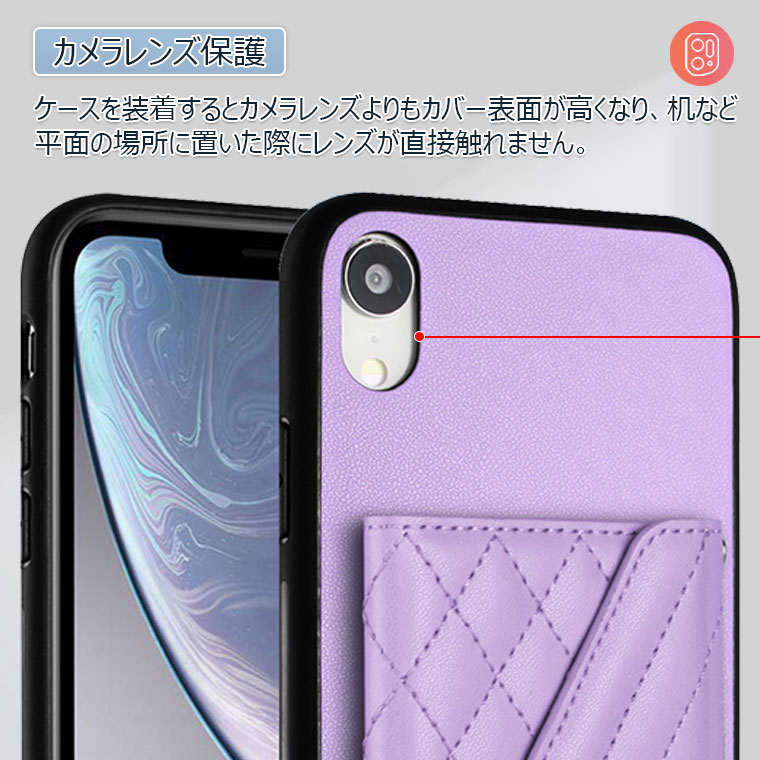 カメラレンズ保護
ケースを装着するとカメラレンズよりもカバー表面が高くなり、机など
平面の場所に置いた際にレンズが直接触れません。